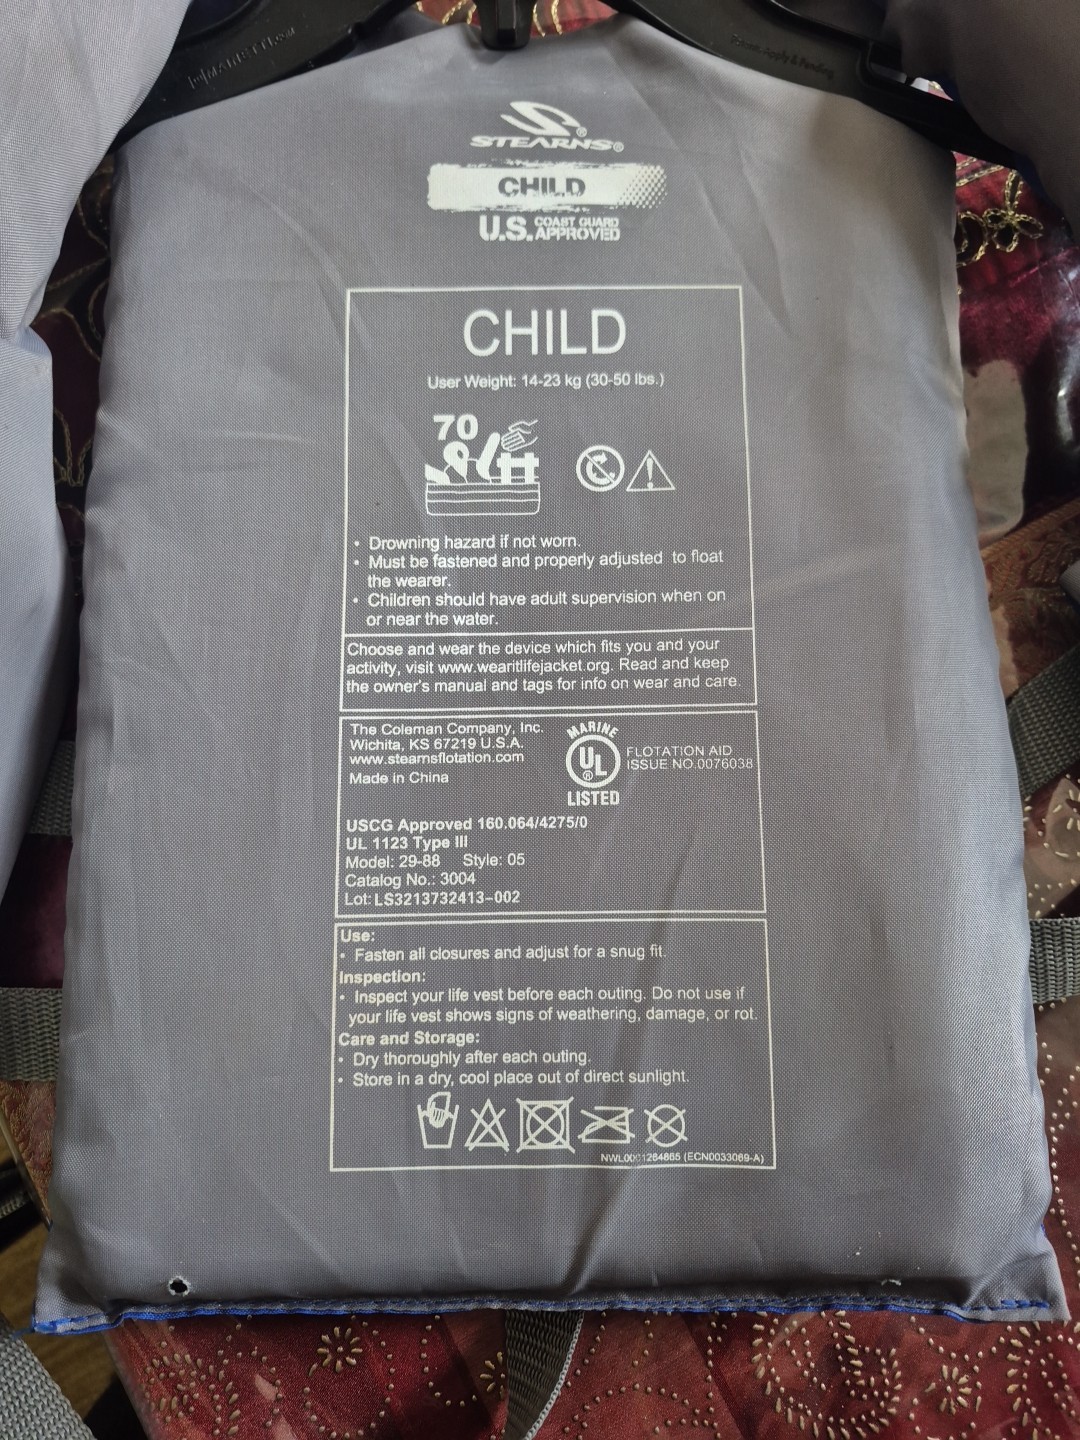 MAINETTI.COM
STEARNS®
CHILD
U.S. COAST GUARD APPROVED
CHILD
User Weight: 14-23 kg (30-50 lbs.)
70
• Drowning hazard if not worn.
• Must be fastened and properly adjusted to float
the wearer.
• Children should have adult supervision when on
or near the water.
Choose and wear the device which fits you and your
activity, visit www.wearitlifejacket.org. Read and keep
the owner's manual and tags for info on wear and care.
The Coleman Company, Inc.
Wichita, KS 67219 U.S.A.
www.stearnsflotation.com
Made in China
MARINE
UL®
LISTED
FLOTATION AID
ISSUE NO.0076038
USCG Approved 160.064/4275/0
UL 1123 Type III
Model: 29-88 Style: 05
Catalog No.: 3004
Lot: LS3213732413-002
Use:
• Fasten all closures and adjust for a snug fit.
Inspection:
• Inspect your life vest before each outing. Do not use if
your life vest shows signs of weathering, damage, or rot.
Care and Storage:
• Dry thoroughly after each outing.
• Store in a dry, cool place out of direct sunlight.
NWL0001264865 (ECN0033069-A)